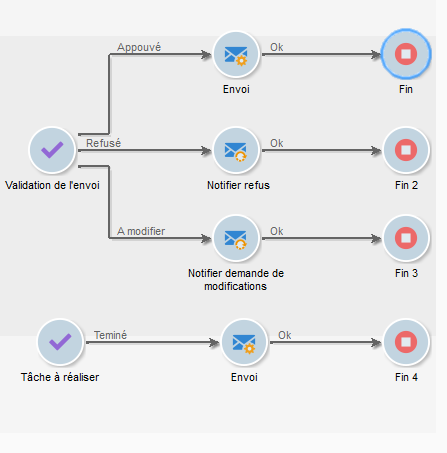 Appouvé
Ok
Envoi
Fin
Refusé
Ok
Validation de l'envoi
Notifier refus
Fin 2
A modifier
Ok
Notifier demande de
modifications
Fin 3
Teminé
Ok
Tâche à réaliser
Envoi
Fin 4